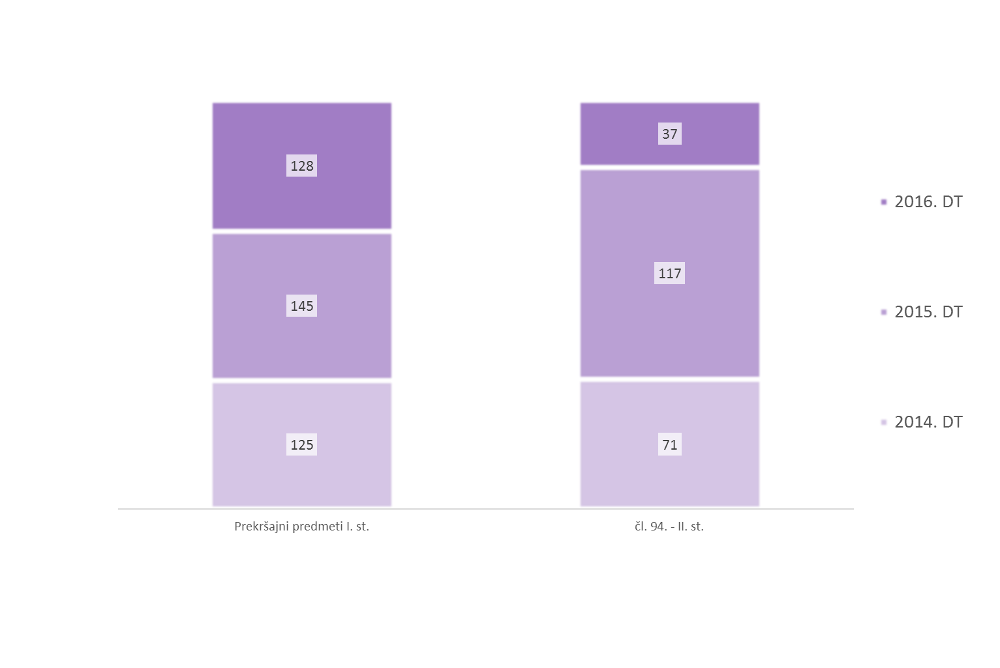 128
145
125
37
117
71
2016. DT
2015. DT
2014. DT
Prekršajni predmeti I. st.
čl. 94. - II. st.